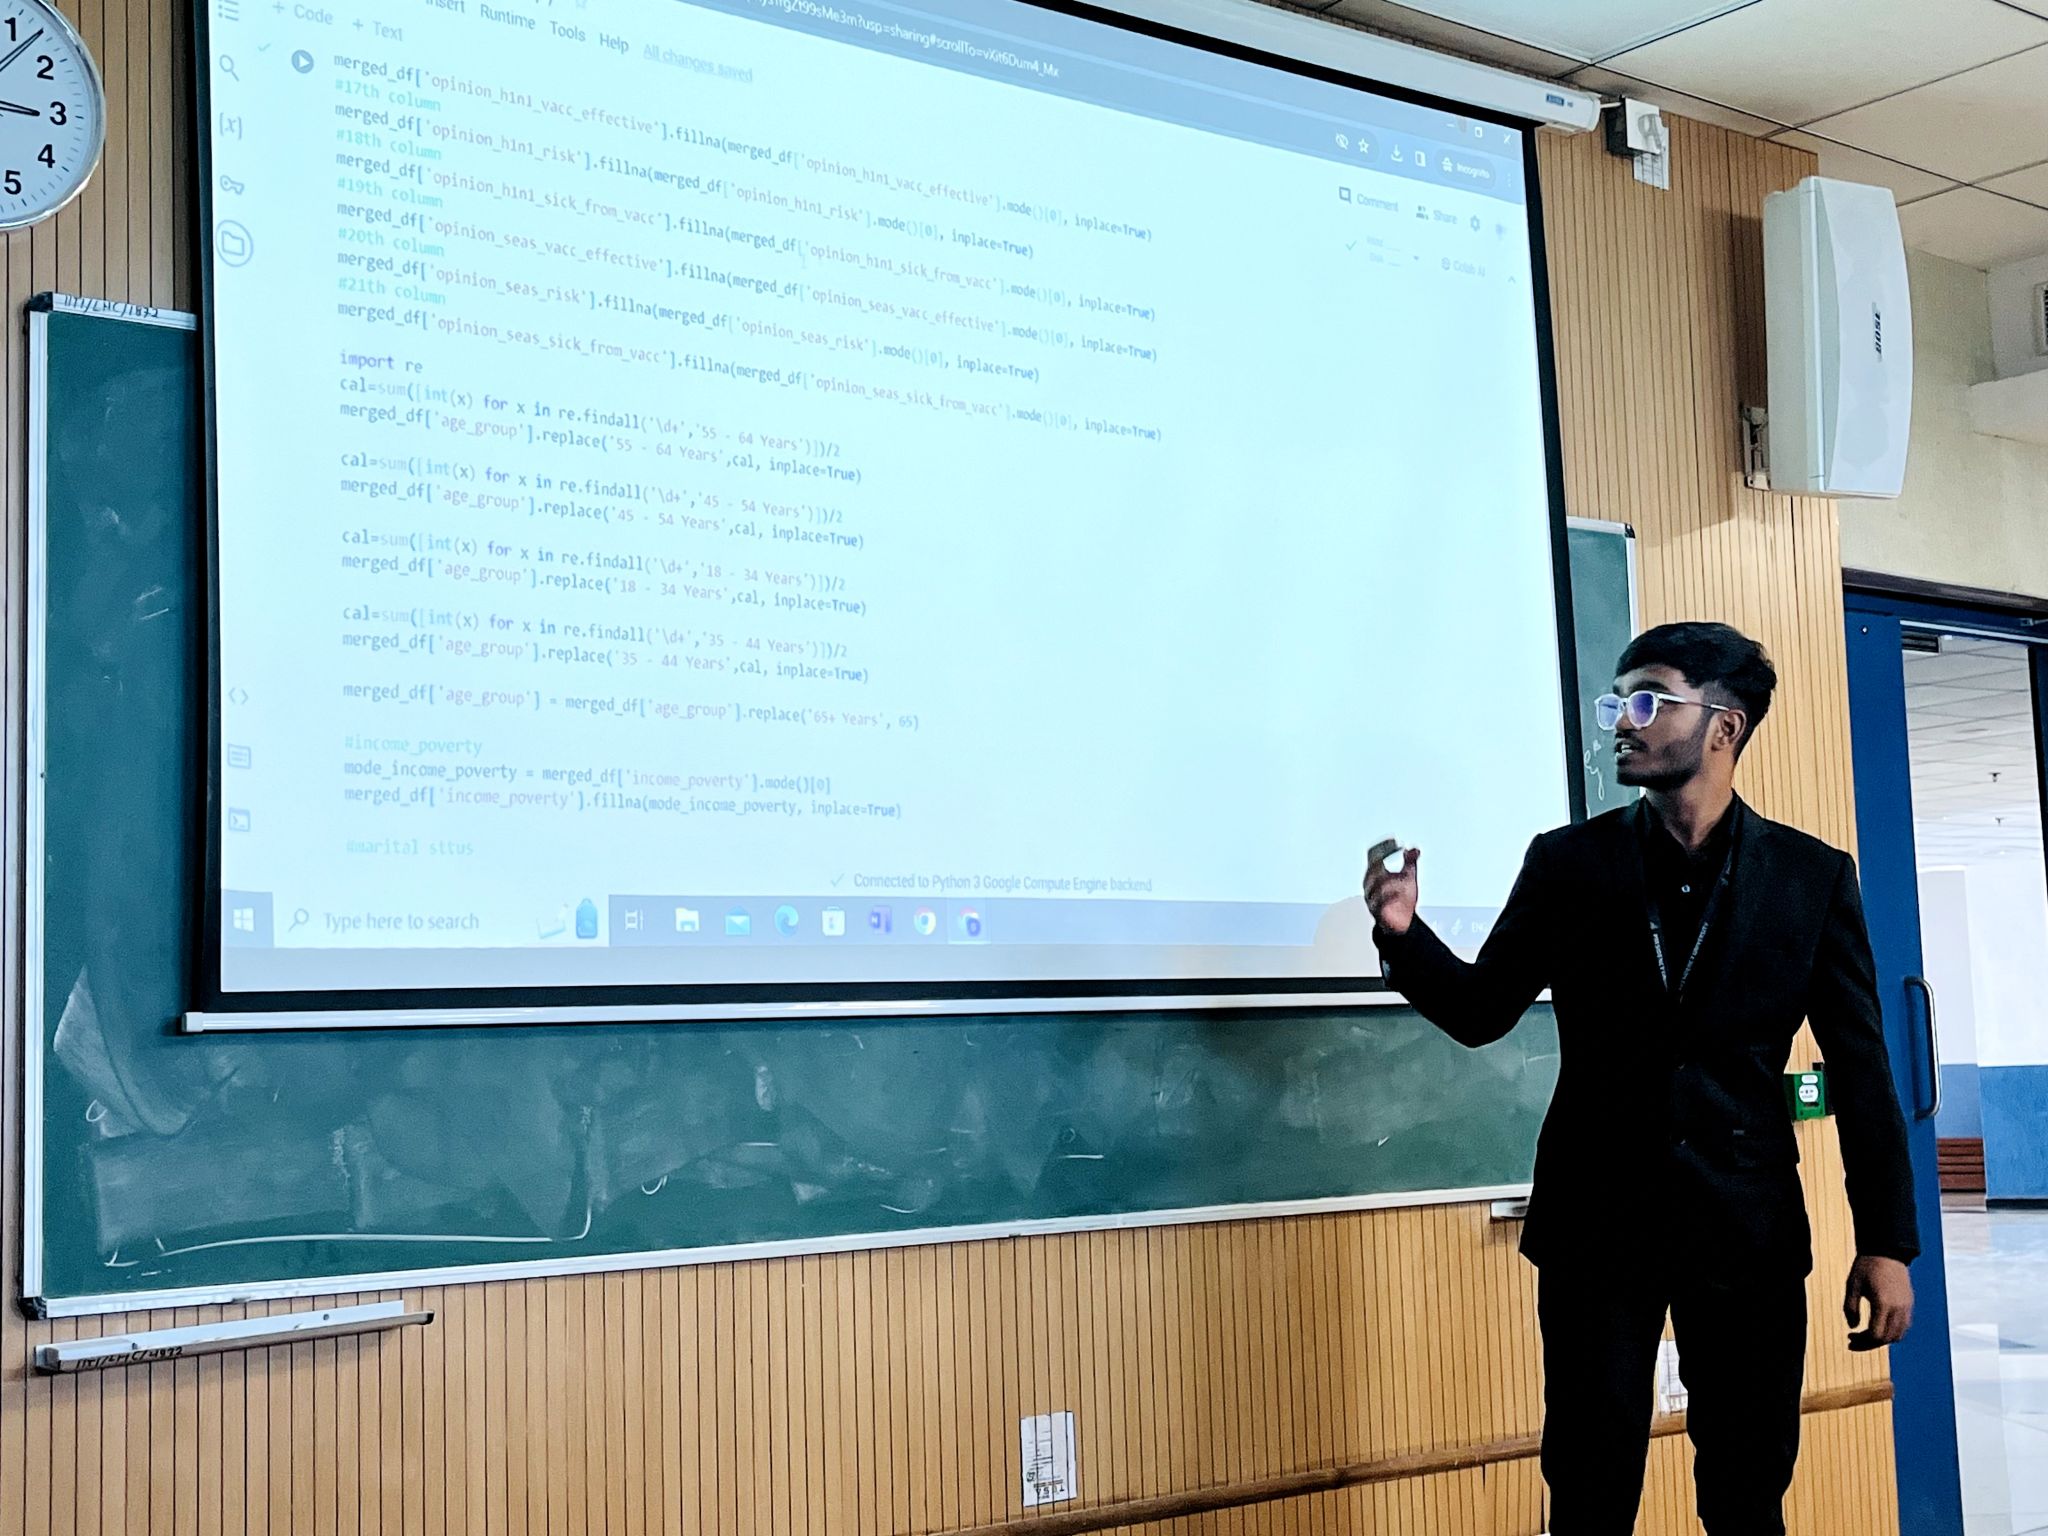 1
2
3
4
5
usp=sharing#scrollTo=vXit6Dum4_Mx
Incognito
Insert Runtime Tools Help All changes saved
+ Code + Text
Comment Share
Colab AI
merged_df['opinion_h1n1_vacc_effective'].fillna(merged_df['opinion_h1n1_vacc_effective'].mode()[0], inplace=True)
#17th column
merged_df['opinion_h1n1_risk'].fillna(merged_df['opinion_h1n1_risk'].mode()[0], inplace=True)
#18th column
merged_df['opinion_h1n1_sick_from_vacc'].fillna(merged_df['opinion_h1n1_sick_from_vacc'].mode()[0], inplace=True)
#19th column
merged_df['opinion_seas_vacc_effective'].fillna(merged_df['opinion_seas_vacc_effective'].mode()[0], inplace=True)
#20th column
merged_df['opinion_seas_risk'].fillna(merged_df['opinion_seas_risk'].mode()[0], inplace=True)
#21th column
merged_df['opinion_seas_sick_from_vacc'].fillna(merged_df['opinion_seas_sick_from_vacc'].mode()[0], inplace=True)
import re
cal=sum([int(x) for x in re.findall('\d+','55 - 64 Years')])/2
merged_df['age_group'].replace('55 - 64 Years',cal, inplace=True)
cal=sum([int(x) for x in re.findall('\d+','45 - 54 Years')])/2
merged_df['age_group'].replace('45 - 54 Years',cal, inplace=True)
cal=sum([int(x) for x in re.findall('\d+','18 - 34 Years')])/2
merged_df['age_group'].replace('18 - 34 Years',cal, inplace=True)
cal=sum([int(x) for x in re.findall('\d+','35 - 44 Years')])/2
merged_df['age_group'].replace('35 - 44 Years',cal, inplace=True)
merged_df['age_group'] = merged_df['age_group'].replace('65+ Years', 65)
#income_poverty
mode_income_poverty = merged_df['income_poverty'].mode()[0]
merged_df['income_poverty'].fillna(mode_income_poverty, inplace=True)
#marital sttus
Connected to Python 3 Google Compute Engine backend
Type here to search
BOSE